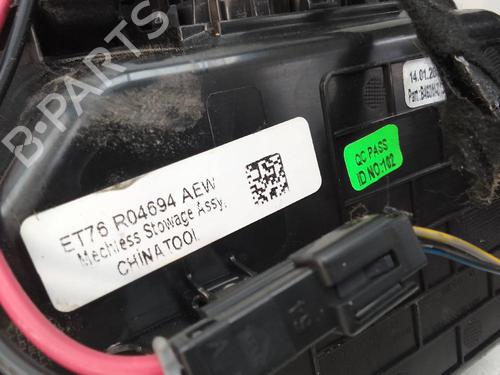 B-PARTS
14.01.20
ET76 R04694 AEW
Mechless Stowage Assy,
CHINA TOOL
QC PASS
ID.NO:102